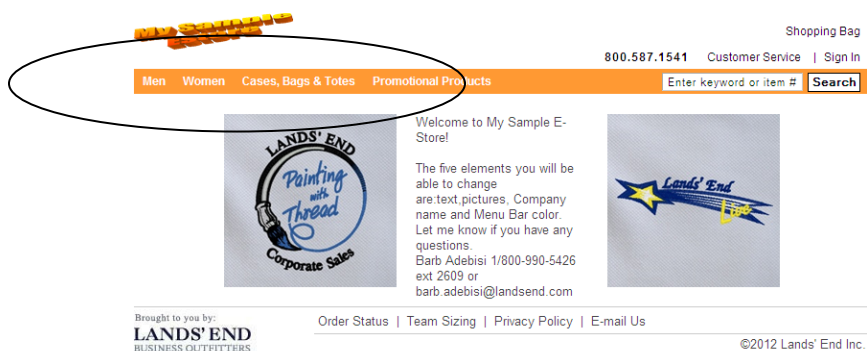 My Sample
EStore
Shopping Bag
800.587.1541 Customer Service | Sign In
Men Women Cases, Bags & Totes Promotional Products
Enter keyword or item # Search
LANDS' END
Painting
with
Thread
Corporate Sales
Welcome to My Sample E-
Store!
The five elements you will be
able to change
are:text,pictures, Company
name and Menu Bar color.
Let me know if you have any
questions.
Barb Adebisi 1/800-990-5426
ext 2609 or
barb.adebisi@landsend.com
Lands' End
Live
Order Status | Team Sizing | Privacy Policy | E-mail Us
Brought to you by:
LANDS' END
BUSINESS OUTFITTERS
©2012 Lands' End Inc.